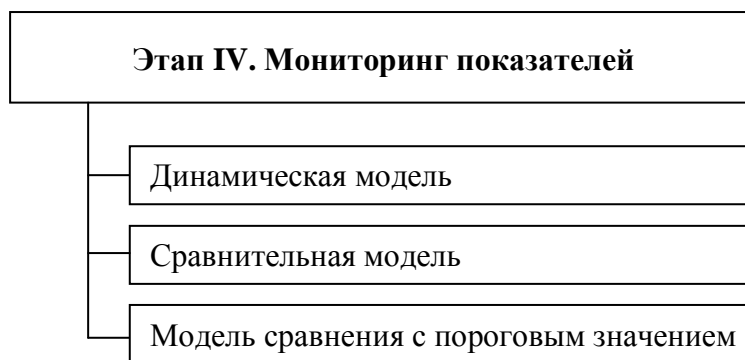 Этап IV. Мониторинг показателей
Динамическая модель
Сравнительная модель
Модель сравнения с пороговым значением